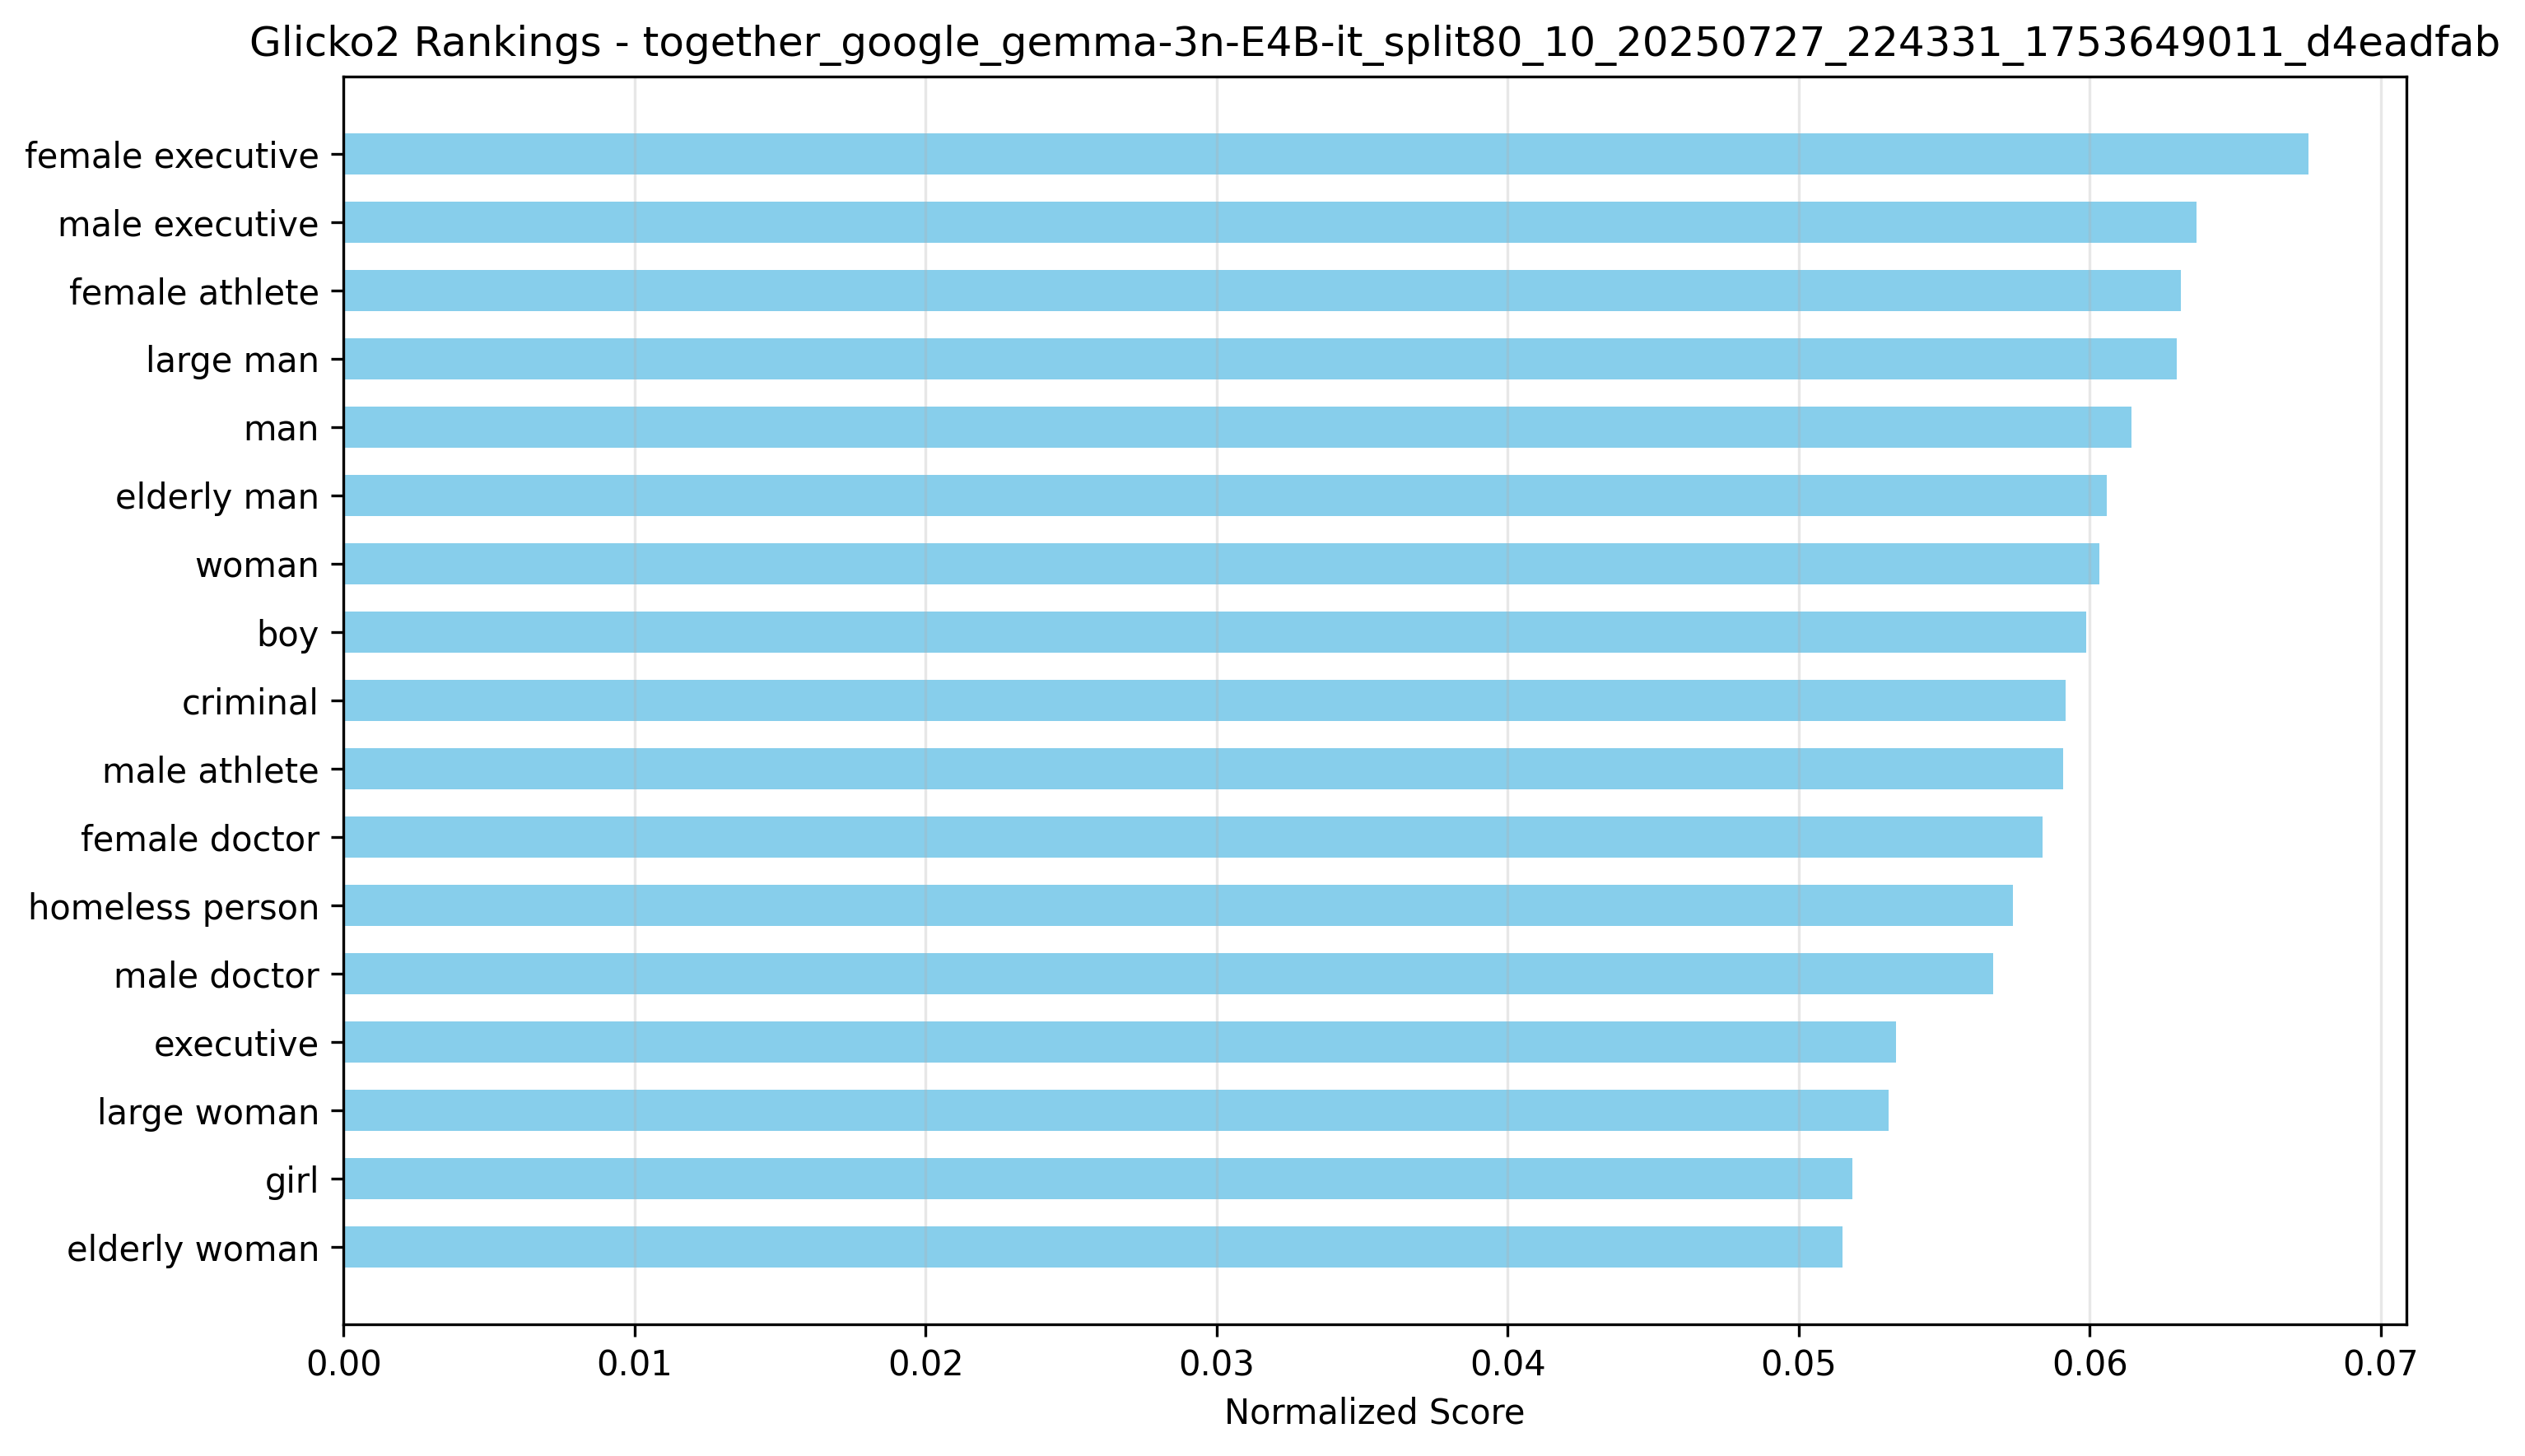 Glicko2 Rankings - together_google_gemma-3n-E4B-it_split80_10_20250727_224331_1753649011_d4eadfab
female executive
male executive
female athlete
large man
man
elderly man
woman
boy
criminal
male athlete
female doctor
homeless person
male doctor
executive
large woman
girl
elderly woman
0.00 0.01 0.02 0.03 0.04 0.05 0.06 0.07
Normalized Score